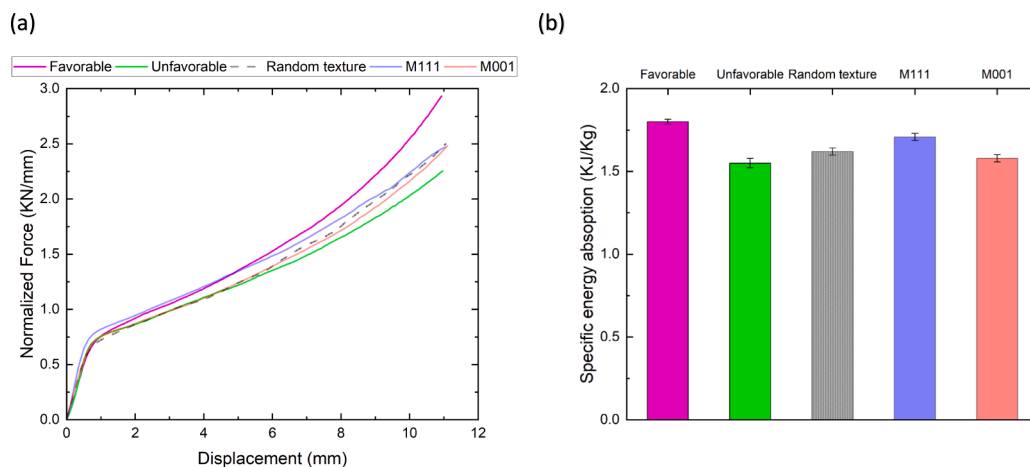 (a)
Favorable Unfavorable Random texture M111 M001
3.0
2.5
2.0
1.5
1.0
0.5
0.0
0 2 4 6 8 10 12
Normalized Force (KN/mm)
Displacement (mm)
(b)
Favorable Unfavorable Random texture M111 M001
2.0
1.5
1.0
0.5
0.0
Specific energy absoption (KJ/Kg)